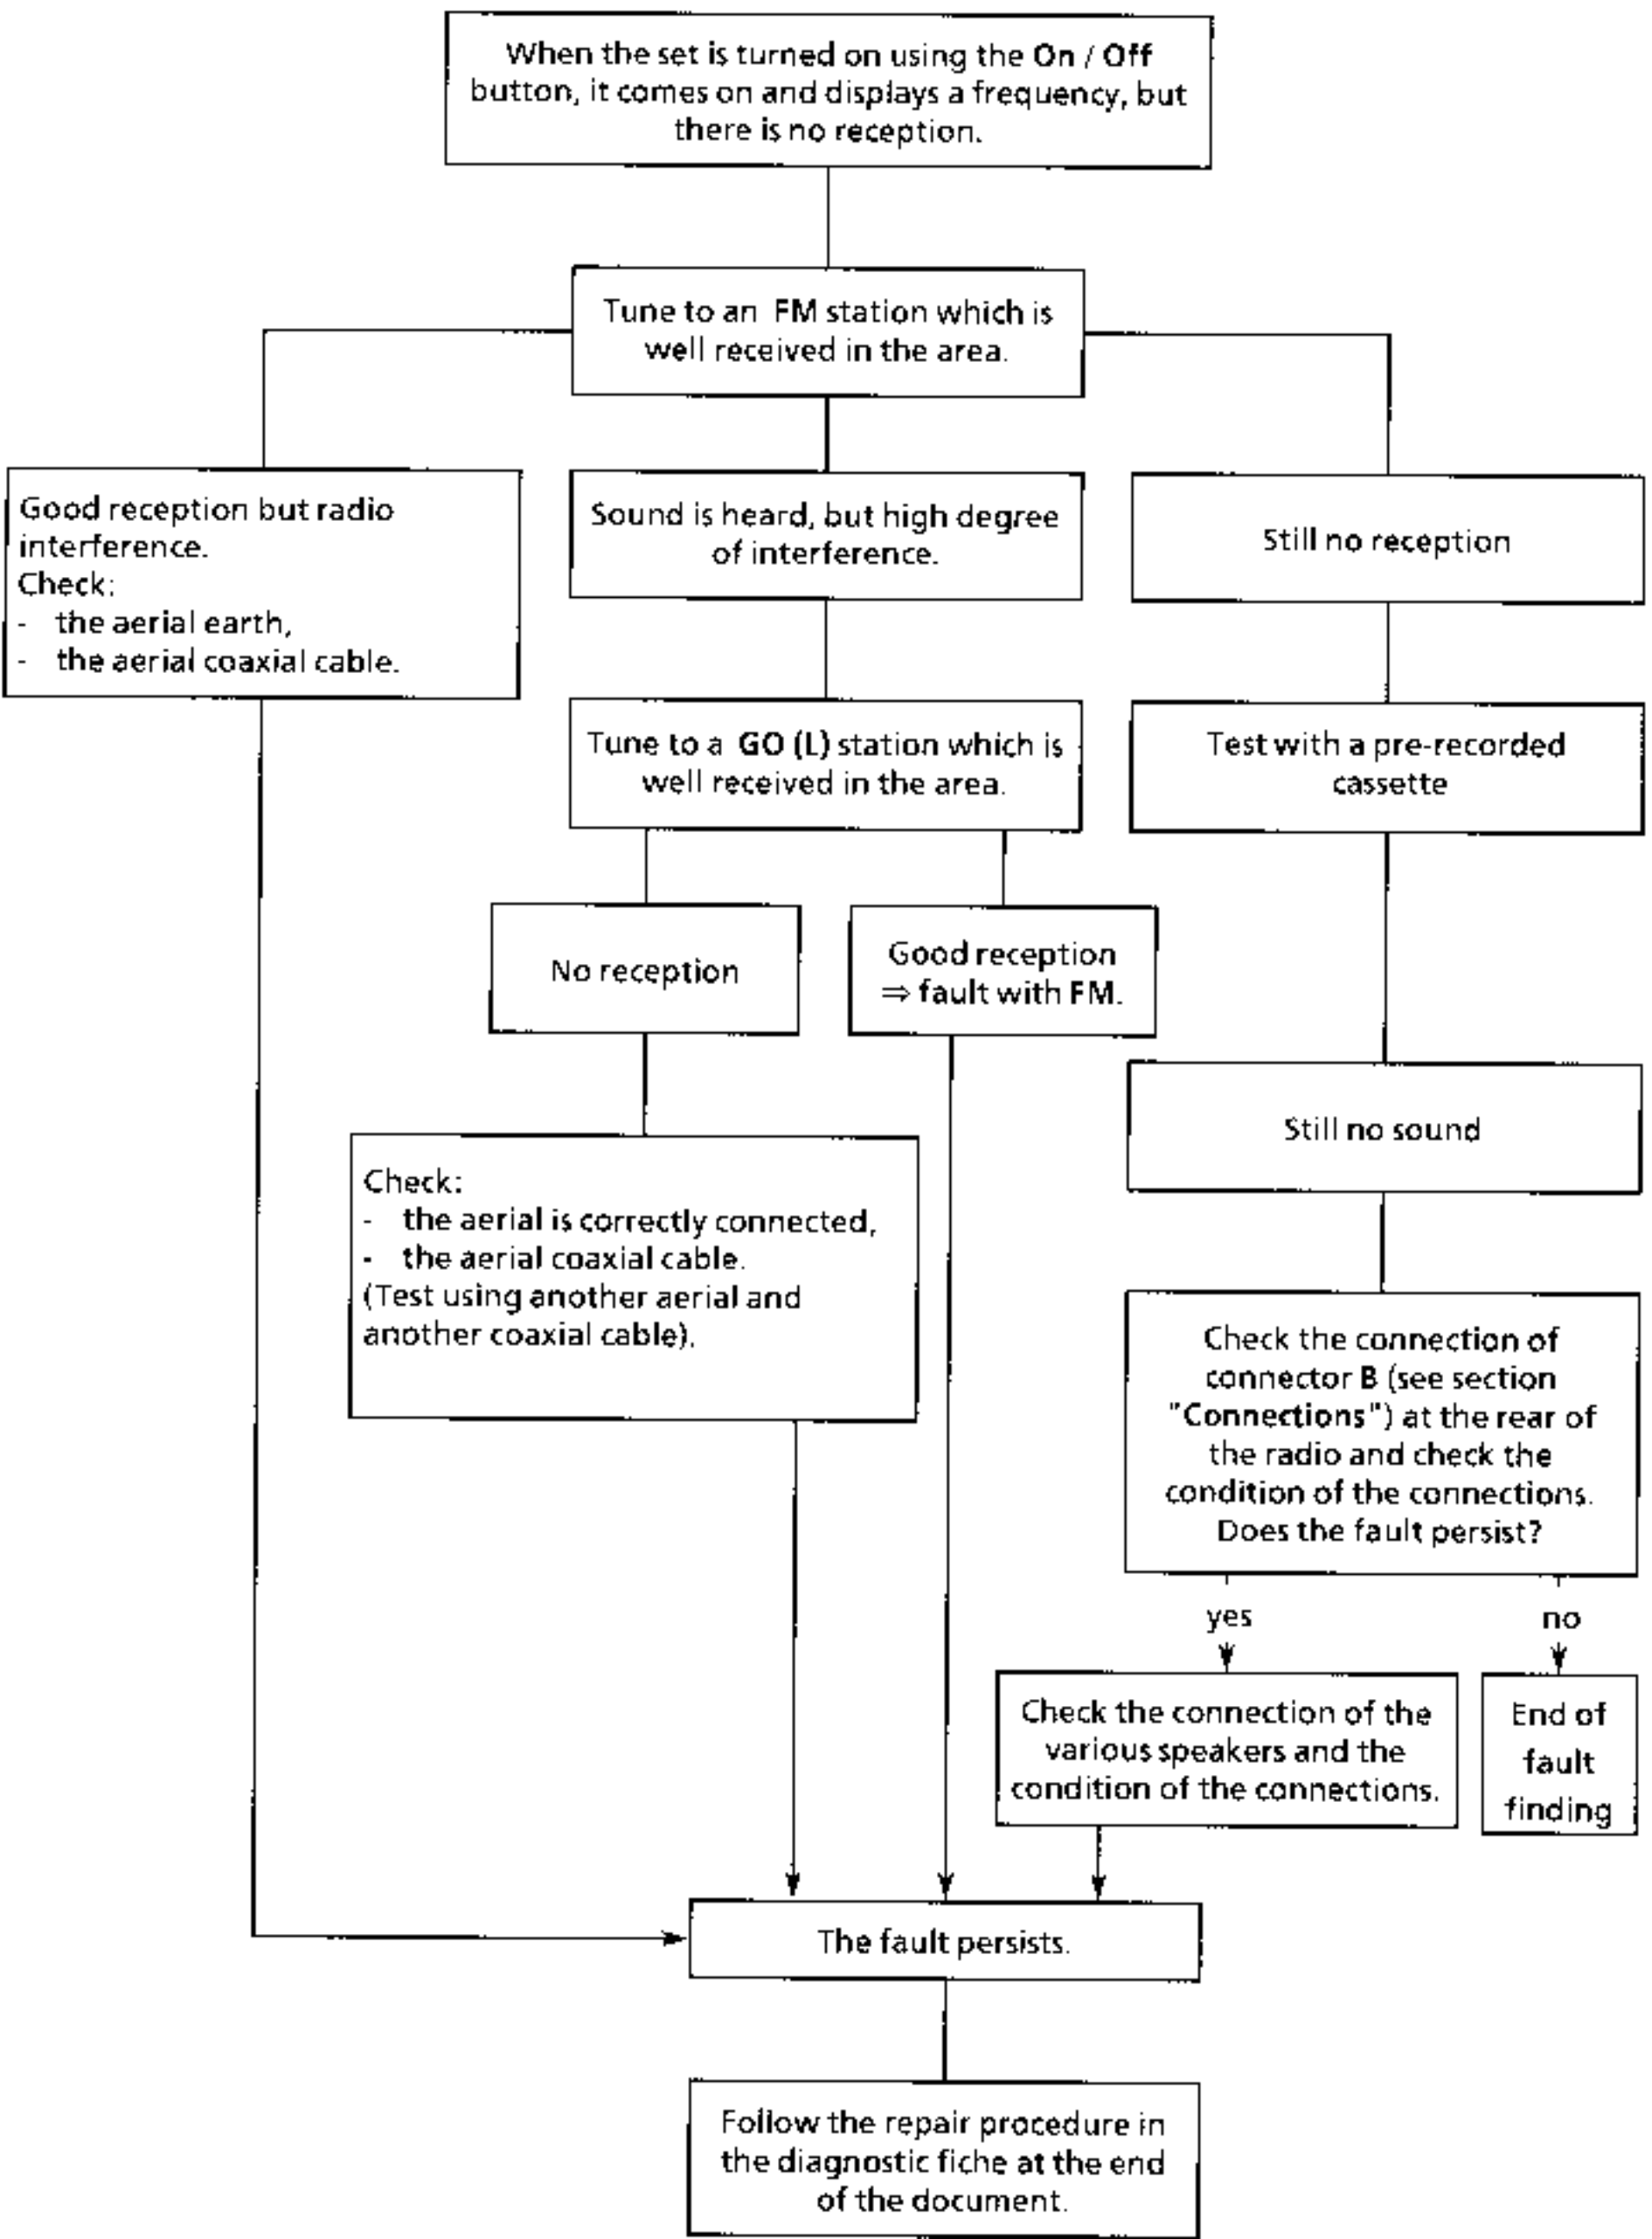 When the set is turned on using the On / Off
button, it comes on and displays a frequency, but
there is no reception.
Tune to an FM station which is
well received in the area.
Good reception but radio
interference.
Check:
- the aerial earth,
- the aerial coaxial cable.
Sound is heard, but high degree
of interference.
Still no reception
Tune to a GO (L) station which is
well received in the area.
Test with a pre-recorded
cassette
No reception
Good reception
⇒ fault with FM.
Still no sound
Check:
- the aerial is correctly connected,
- the aerial coaxial cable.
(Test using another aerial and
another coaxial cable).
Check the connection of
connector B (see section
"Connections") at the rear of
the radio and check the
condition of the connections.
Does the fault persist?
yes
no
Check the connection of the
various speakers and the
condition of the connections.
End of
fault
finding
The fault persists.
Follow the repair procedure in
the diagnostic fiche at the end
of the document.